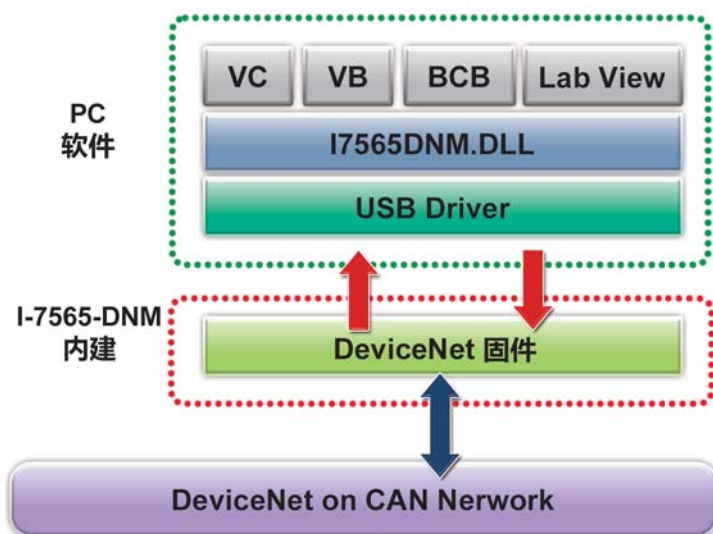 VC VB BCB Lab View
PC
软件
I7565DNM.DLL
USB Driver
I-7565-DNM
内建
DeviceNet 固件
DeviceNet on CAN Nerwork